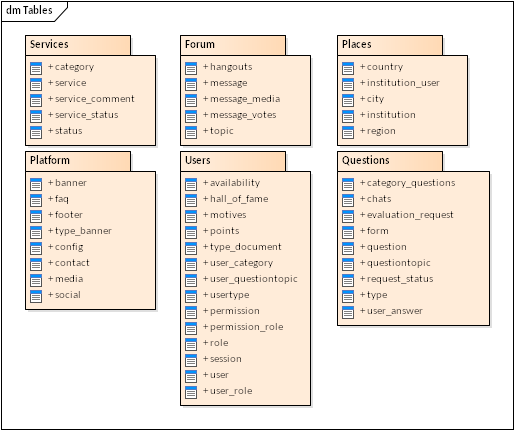 dm Tables
Services
+ category
+ service
+ service_comment
+ service_status
+ status
Forum
+ hangouts
+ message
+ message_media
+ message_votes
+ topic
Places
+ country
+ institution_user
+ city
+ institution
+ region
Platform
+ banner
+ faq
+ footer
+ type_banner
+ config
+ contact
+ media
+ social
Users
+ availability
+ hall_of_fame
+ motives
+ points
+ type_document
+ user_category
+ user_questiontopic
+ usertype
+ permission
+ permission_role
+ role
+ session
+ user
+ user_role
Questions
+ category_questions
+ chats
+ evaluation_request
+ form
+ question
+ questiontopic
+ request_status
+ type
+ user_answer